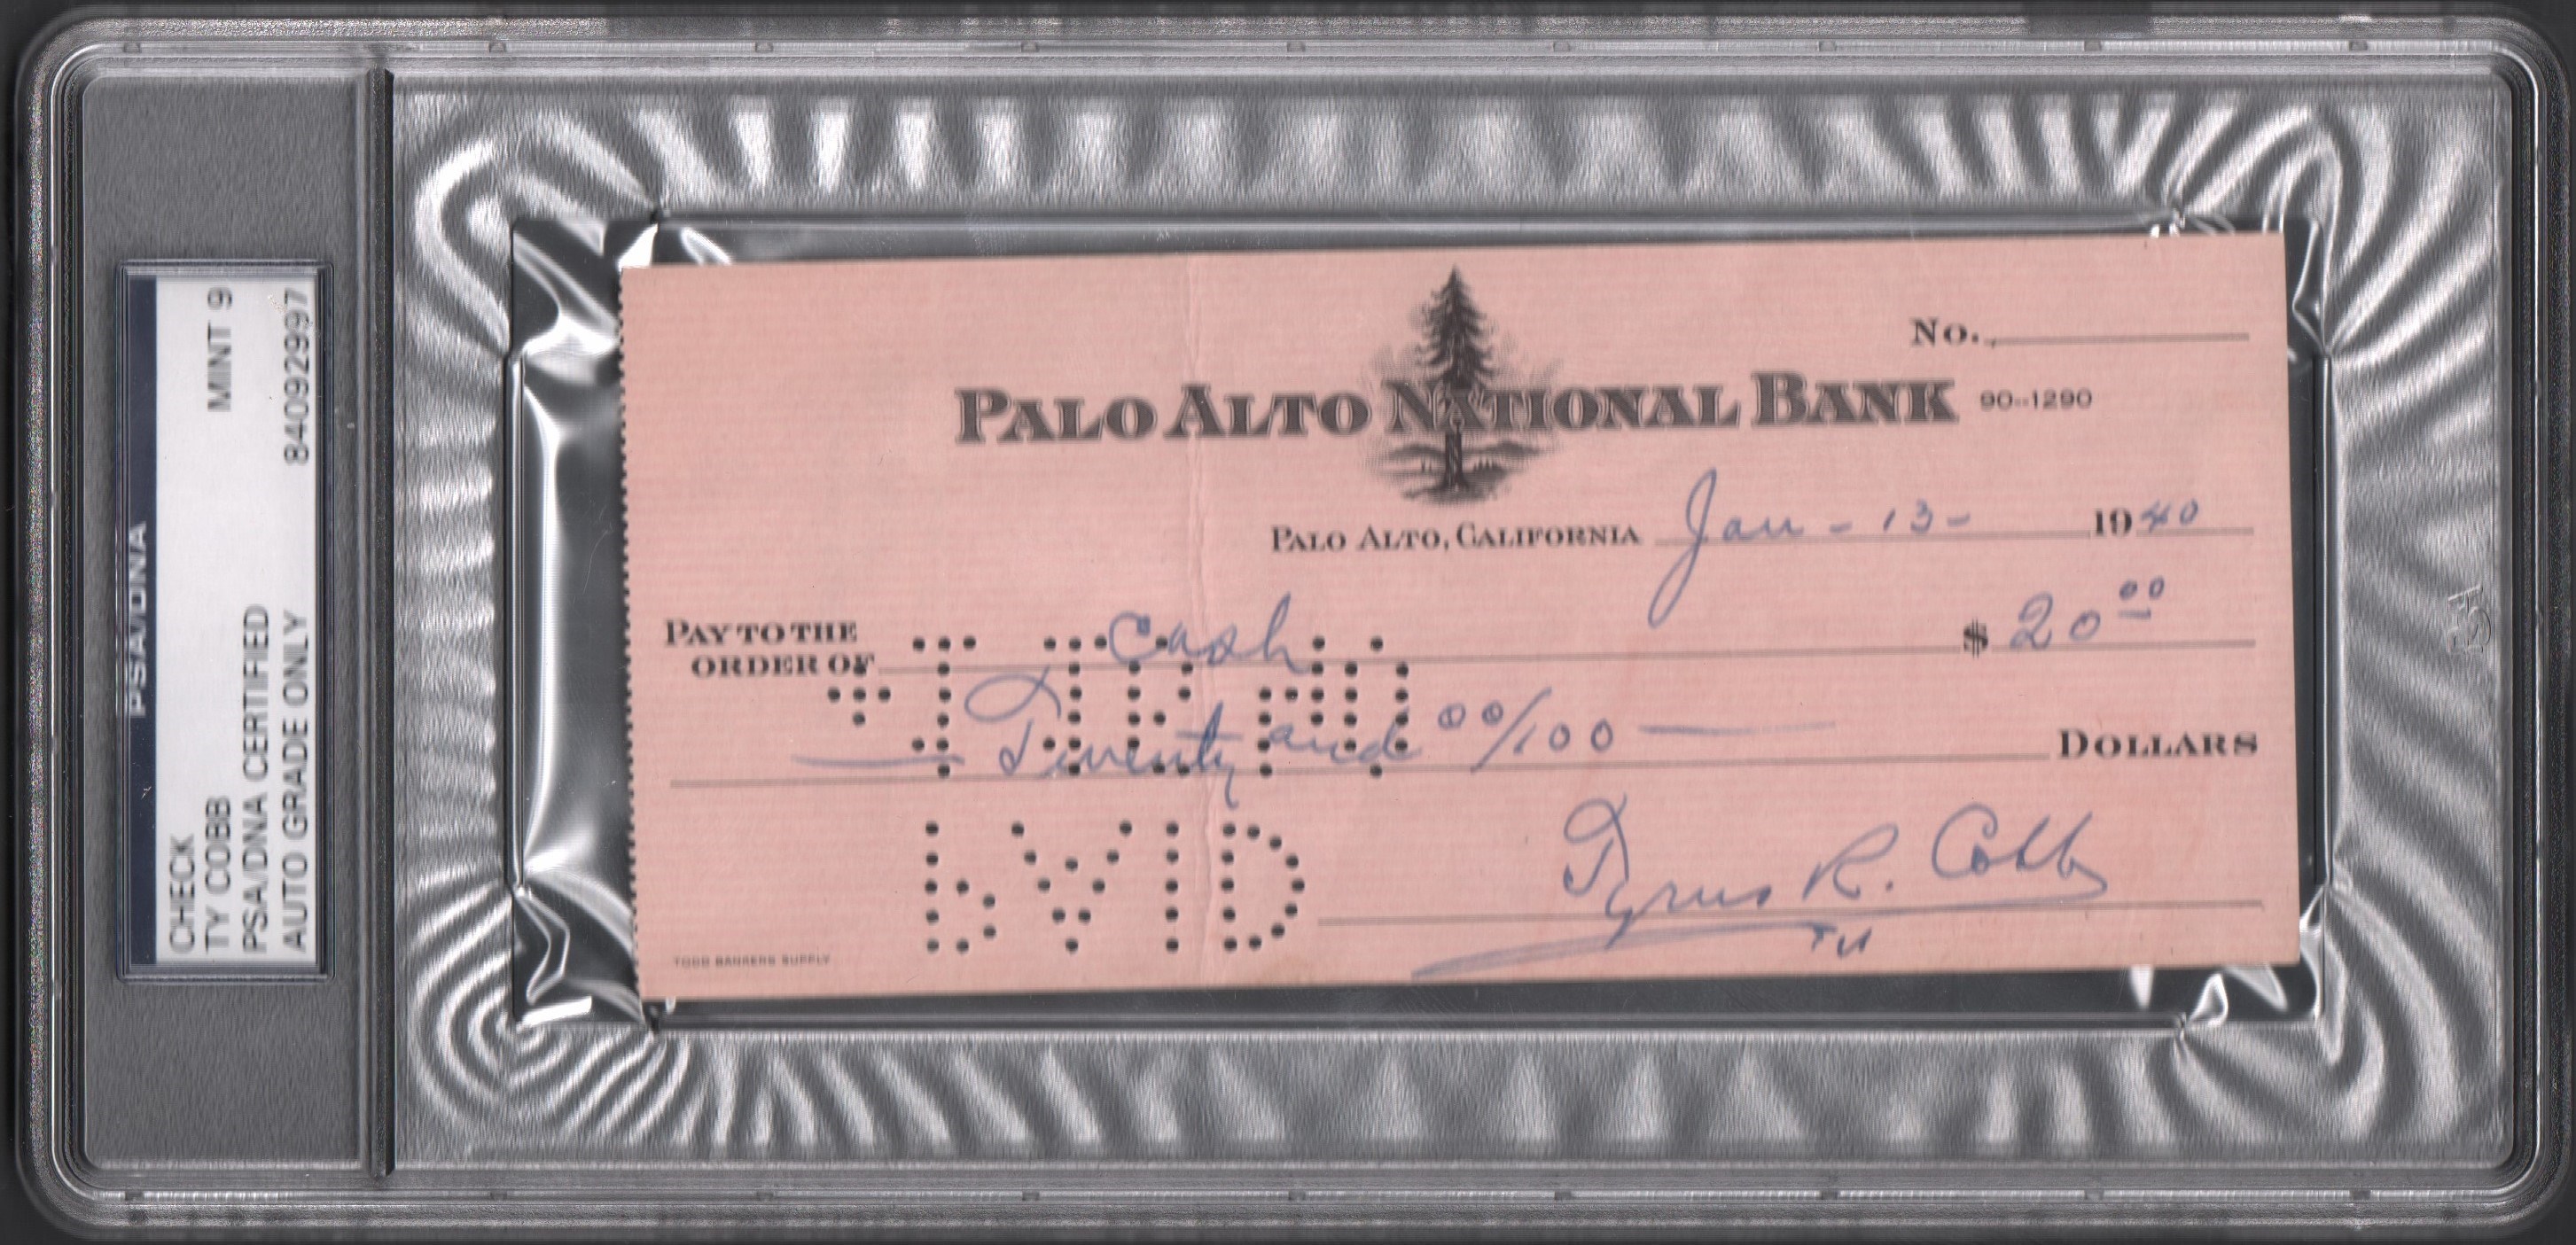 PSA/DNA
CHECK MINT 9
TY COBB
PSA/DNA CERTIFIED
AUTO GRADE ONLY 84092997
No.
PALO ALTO NATIONAL BANK 90-1290
PALO ALTO, CALIFORNIA Jan - 13 - 1940
PAY TO THE
ORDER OF Cash $ 20 00
Twenty and 00/100 DOLLARS
PAID
Tyrus R. Cobb
TODD BANKERS SUPPLY